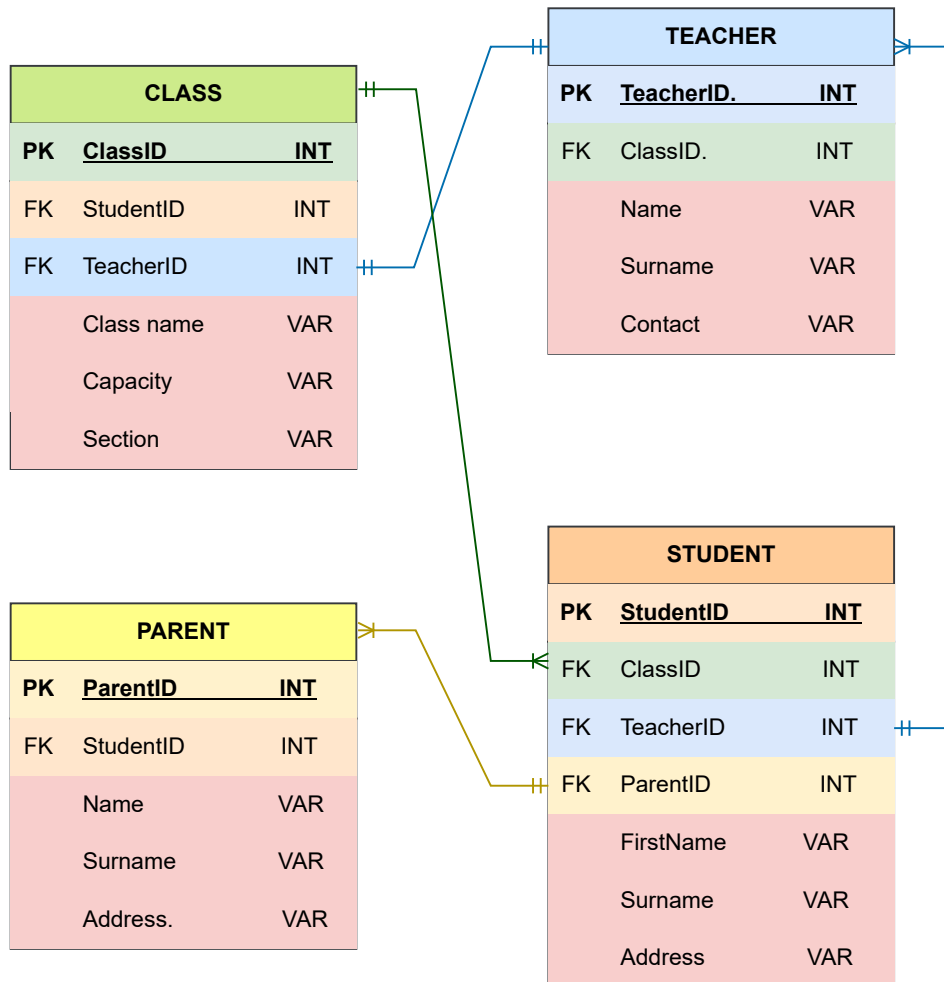 CLASS
PK ClassID INT
FK StudentID INT
FK TeacherID INT
Class name VAR
Capacity VAR
Section VAR
TEACHER
PK TeacherID. INT
FK ClassID. INT
Name VAR
Surname VAR
Contact VAR
PARENT
PK ParentID INT
FK StudentID INT
Name VAR
Surname VAR
Address. VAR
STUDENT
PK StudentID INT
FK ClassID INT
FK TeacherID INT
FK ParentID INT
FirstName VAR
Surname VAR
Address VAR